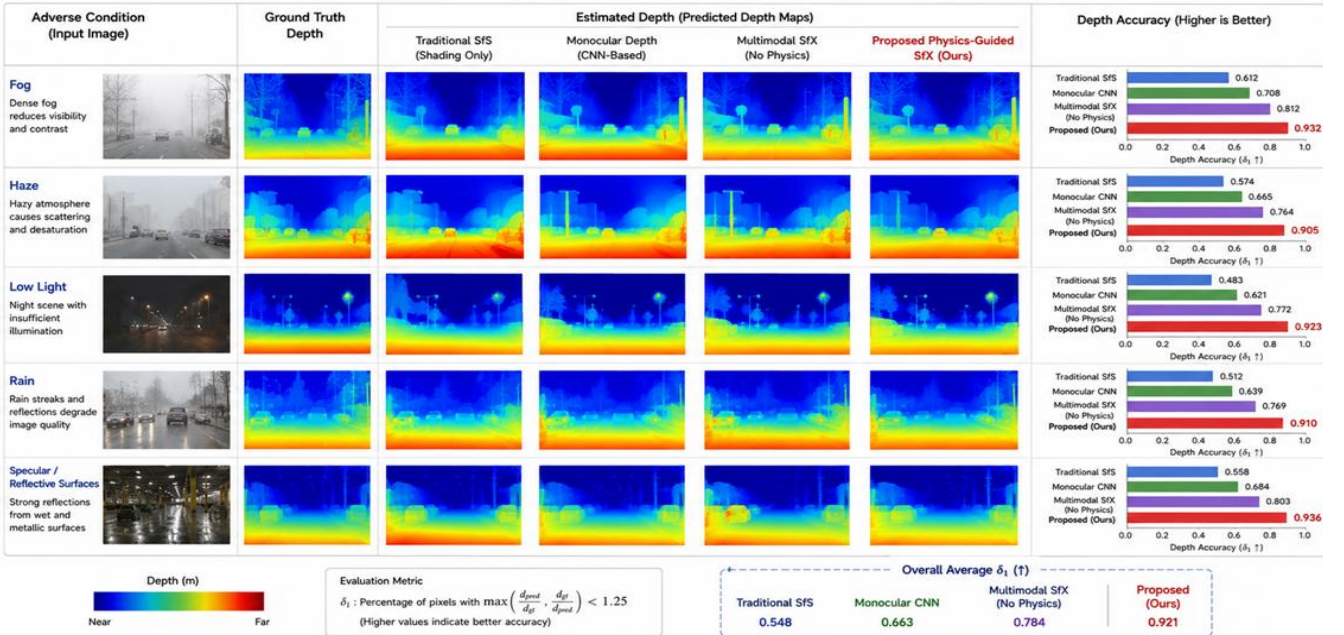 Adverse Condition
(Input Image)
Ground Truth
Depth
Estimated Depth (Predicted Depth Maps)
Traditional SfS
(Shading Only)
Monocular Depth
(CNN-Based)
Multimodal SfX
(No Physics)
Proposed Physics-Guided
SfX (Ours)
Depth Accuracy (Higher is Better)
Fog
Dense fog
reduces visibility
and contrast
Traditional SfS 0.612
Monocular CNN 0.708
Multimodal SfX 0.812
(No Physics)
Proposed (Ours) 0.932
0.0 0.2 0.4 0.6 0.8 1.0
Depth Accuracy (δ₁ ↑)
Haze
Hazy atmosphere
causes scattering
and desaturation
Traditional SfS 0.574
Monocular CNN 0.665
Multimodal SfX 0.764
(No Physics)
Proposed (Ours) 0.905
0.0 0.2 0.4 0.6 0.8 1.0
Depth Accuracy (δ₁ ↑)
Low Light
Night scene with
insufficient
illumination
Traditional SfS 0.483
Monocular CNN 0.621
Multimodal SfX 0.772
(No Physics)
Proposed (Ours) 0.923
0.0 0.2 0.4 0.6 0.8 1.0
Depth Accuracy (δ₁ ↑)
Rain
Rain streaks and
reflections degrade
image quality
Traditional SfS 0.512
Monocular CNN 0.639
Multimodal SfX 0.769
(No Physics)
Proposed (Ours) 0.910
0.0 0.2 0.4 0.6 0.8 1.0
Depth Accuracy (δ₁ ↑)
Specular /
Reflective Surfaces
Strong reflections
from wet and
metallic surfaces
Traditional SfS 0.558
Monocular CNN 0.684
Multimodal SfX 0.803
(No Physics)
Proposed (Ours) 0.936
0.0 0.2 0.4 0.6 0.8 1.0
Depth Accuracy (δ₁ ↑)
Depth (m)
Near Far
Evaluation Metric
δ₁ : Percentage of pixels with max(d_pred/d_gt, d_gt/d_pred) < 1.25
(Higher values indicate better accuracy)
Overall Average δ₁ (↑)
Traditional SfS
0.548
Monocular CNN
0.663
Multimodal SfX
(No Physics)
0.784
Proposed
(Ours)
0.921